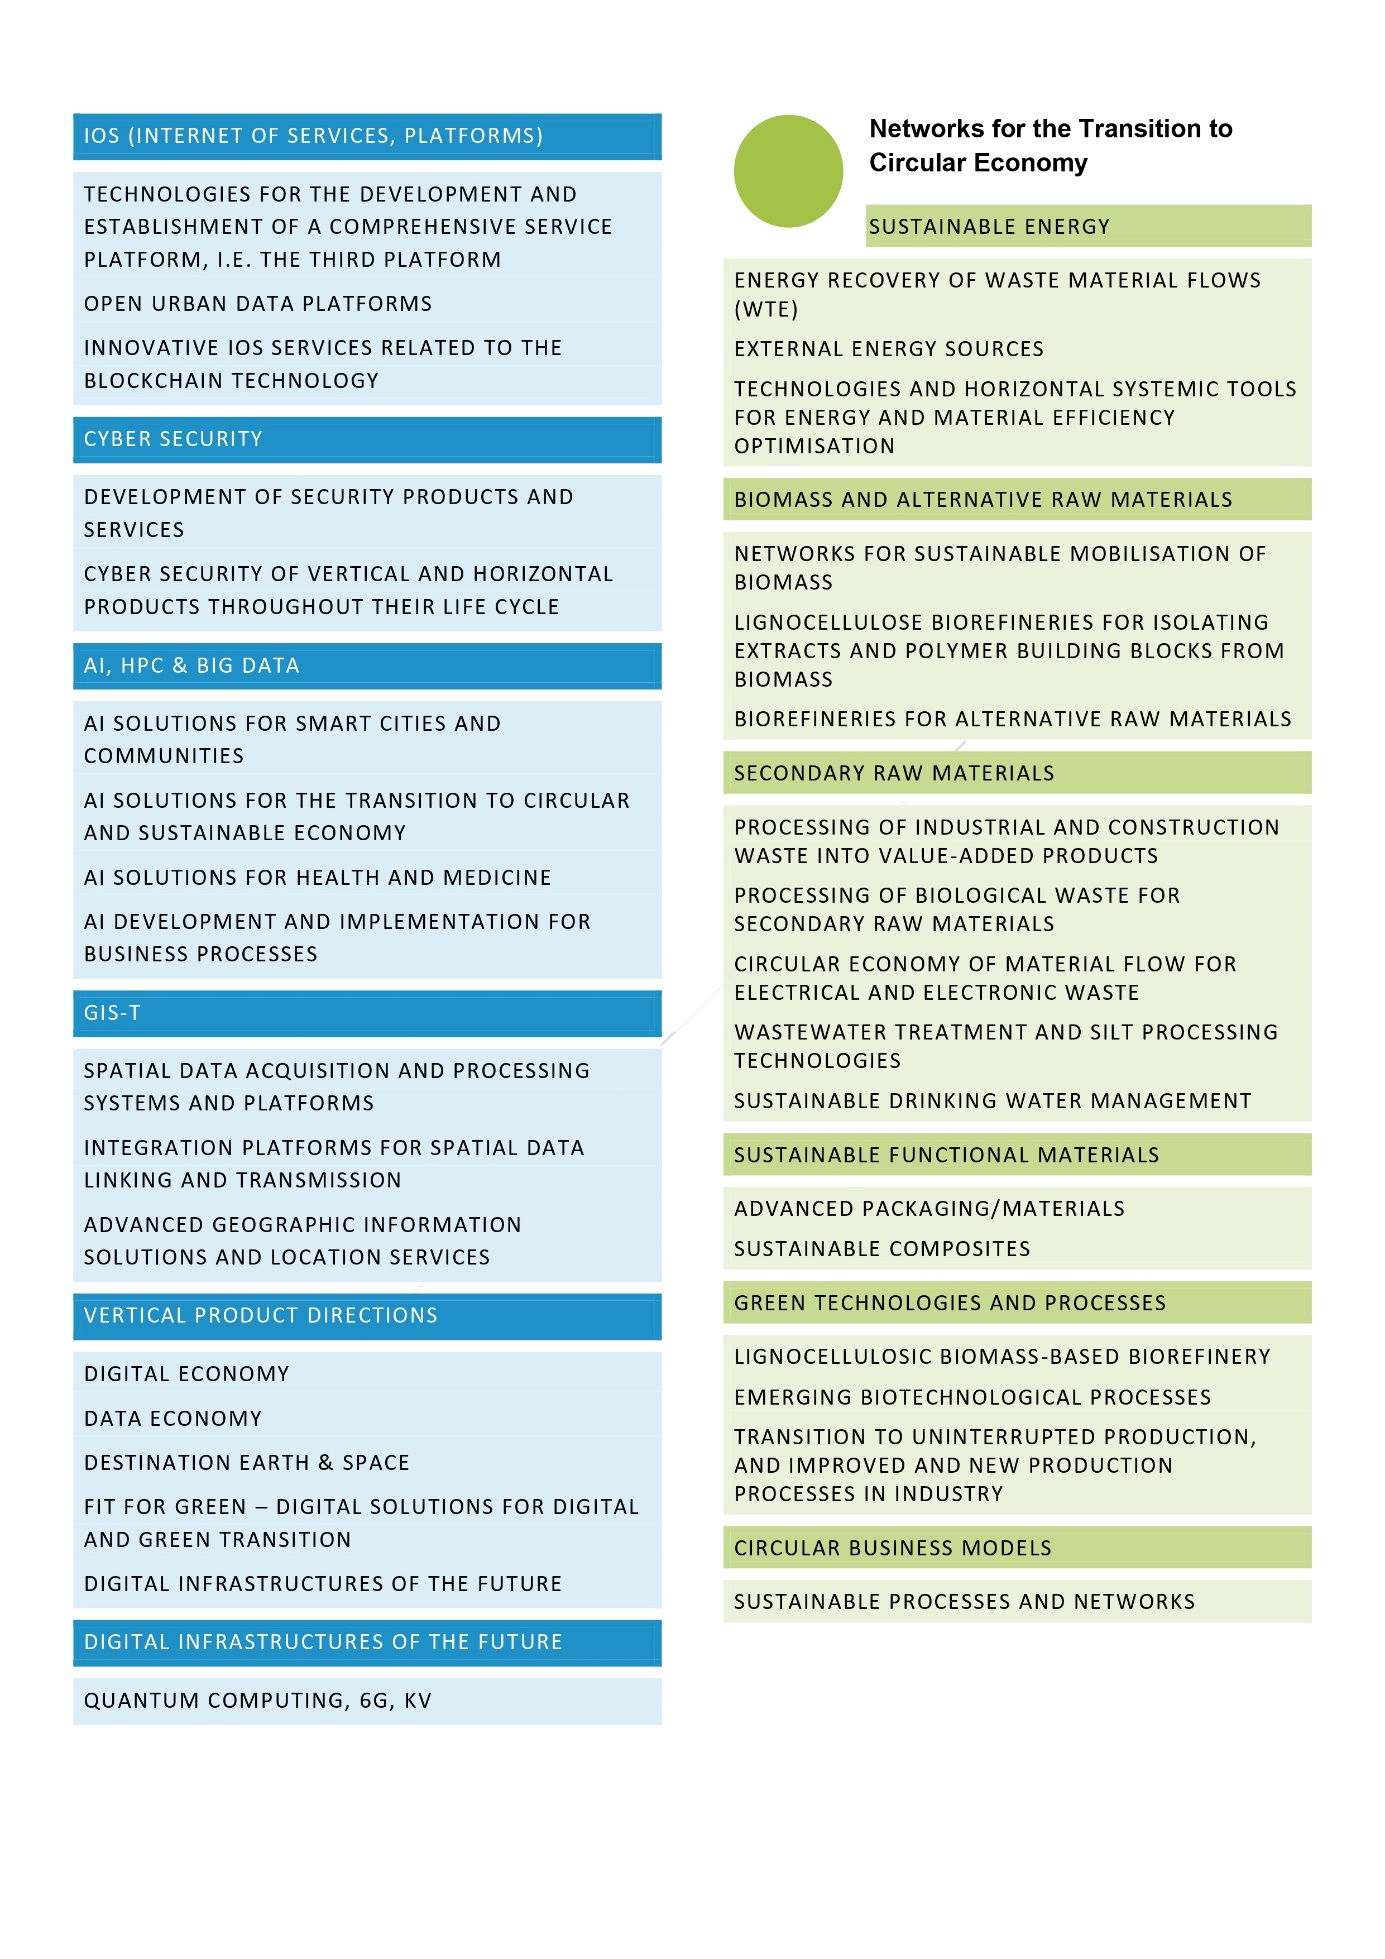 IOS (INTERNET OF SERVICES, PLATFORMS)
TECHNOLOGIES FOR THE DEVELOPMENT AND
ESTABLISHMENT OF A COMPREHENSIVE SERVICE
PLATFORM, I.E. THE THIRD PLATFORM
OPEN URBAN DATA PLATFORMS
INNOVATIVE IOS SERVICES RELATED TO THE
BLOCKCHAIN TECHNOLOGY
CYBER SECURITY
DEVELOPMENT OF SECURITY PRODUCTS AND
SERVICES
CYBER SECURITY OF VERTICAL AND HORIZONTAL
PRODUCTS THROUGHOUT THEIR LIFE CYCLE
AI, HPC & BIG DATA
AI SOLUTIONS FOR SMART CITIES AND
COMMUNITIES
AI SOLUTIONS FOR THE TRANSITION TO CIRCULAR
AND SUSTAINABLE ECONOMY
AI SOLUTIONS FOR HEALTH AND MEDICINE
AI DEVELOPMENT AND IMPLEMENTATION FOR
BUSINESS PROCESSES
GIS-T
SPATIAL DATA ACQUISITION AND PROCESSING
SYSTEMS AND PLATFORMS
INTEGRATION PLATFORMS FOR SPATIAL DATA
LINKING AND TRANSMISSION
ADVANCED GEOGRAPHIC INFORMATION
SOLUTIONS AND LOCATION SERVICES
VERTICAL PRODUCT DIRECTIONS
DIGITAL ECONOMY
DATA ECONOMY
DESTINATION EARTH & SPACE
FIT FOR GREEN – DIGITAL SOLUTIONS FOR DIGITAL
AND GREEN TRANSITION
DIGITAL INFRASTRUCTURES OF THE FUTURE
DIGITAL INFRASTRUCTURES OF THE FUTURE
QUANTUM COMPUTING, 6G, KV
Networks for the Transition to
Circular Economy
SUSTAINABLE ENERGY
ENERGY RECOVERY OF WASTE MATERIAL FLOWS
(WTE)
EXTERNAL ENERGY SOURCES
TECHNOLOGIES AND HORIZONTAL SYSTEMIC TOOLS
FOR ENERGY AND MATERIAL EFFICIENCY
OPTIMISATION
BIOMASS AND ALTERNATIVE RAW MATERIALS
NETWORKS FOR SUSTAINABLE MOBILISATION OF
BIOMASS
LIGNOCELLULOSE BIOREFINERIES FOR ISOLATING
EXTRACTS AND POLYMER BUILDING BLOCKS FROM
BIOMASS
BIOREFINERIES FOR ALTERNATIVE RAW MATERIALS
SECONDARY RAW MATERIALS
PROCESSING OF INDUSTRIAL AND CONSTRUCTION
WASTE INTO VALUE-ADDED PRODUCTS
PROCESSING OF BIOLOGICAL WASTE FOR
SECONDARY RAW MATERIALS
CIRCULAR ECONOMY OF MATERIAL FLOW FOR
ELECTRICAL AND ELECTRONIC WASTE
WASTEWATER TREATMENT AND SILT PROCESSING
TECHNOLOGIES
SUSTAINABLE DRINKING WATER MANAGEMENT
SUSTAINABLE FUNCTIONAL MATERIALS
ADVANCED PACKAGING/MATERIALS
SUSTAINABLE COMPOSITES
GREEN TECHNOLOGIES AND PROCESSES
LIGNOCELLULOSIC BIOMASS-BASED BIOREFINERY
EMERGING BIOTECHNOLOGICAL PROCESSES
TRANSITION TO UNINTERRUPTED PRODUCTION,
AND IMPROVED AND NEW PRODUCTION
PROCESSES IN INDUSTRY
CIRCULAR BUSINESS MODELS
SUSTAINABLE PROCESSES AND NETWORKS